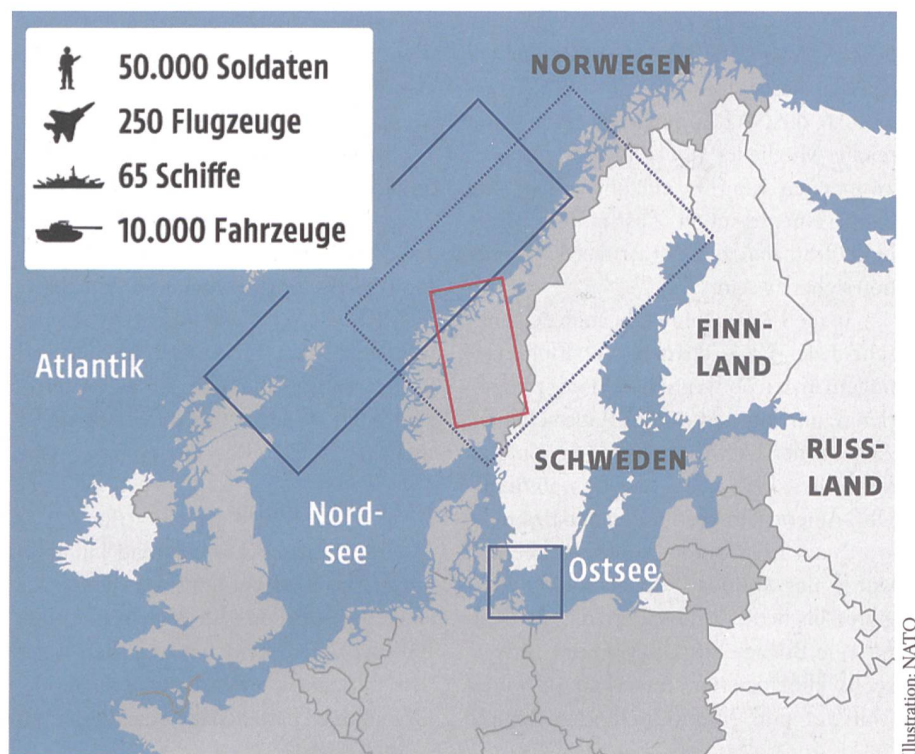 50.000 Soldaten
250 Flugzeuge
65 Schiffe
10.000 Fahrzeuge
NORWEGEN
Atlantik
FINN-
LAND
SCHWEDEN
RUSS-
LAND
Nord-
see
Ostsee
Illustration: NATO